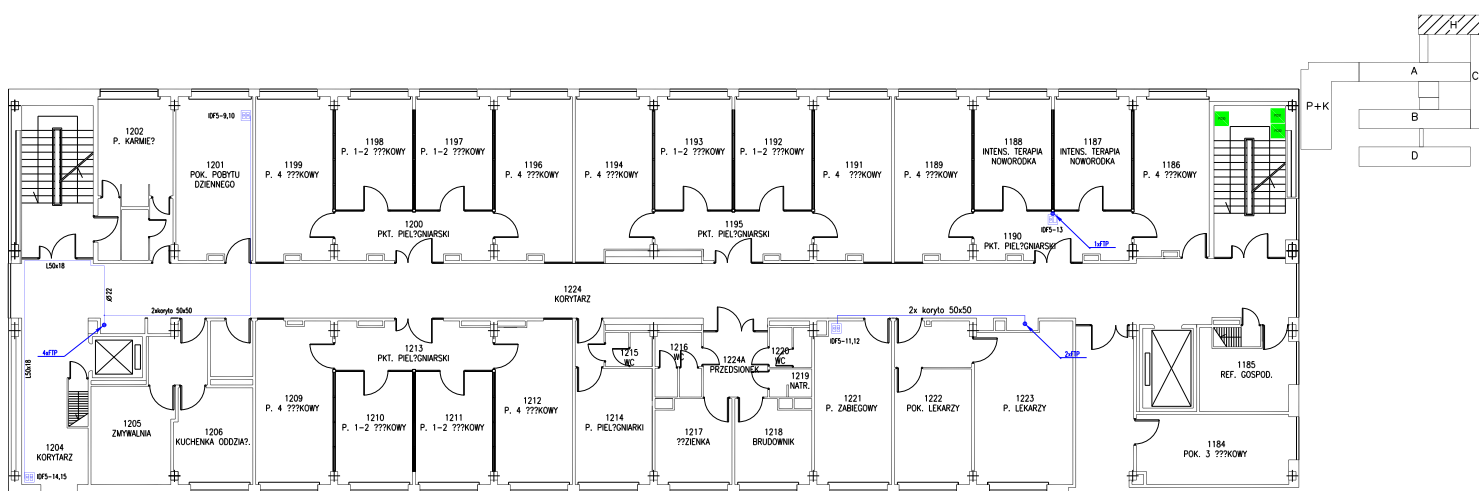 H
A
C
P+K
B
D
1202
P. KARMIE?
IDF5-9,10
1201
POK. POBYTU
DZIENNEGO
1199
P. 4 ???KOWY
1198
P. 1-2 ???KOWY
1197
P. 1-2 ???KOWY
1196
P. 4 ???KOWY
1194
P. 4 ???KOWY
1193
P. 1-2 ???KOWY
1192
P. 1-2 ???KOWY
1191
P. 4 ???KOWY
1189
P. 4 ???KOWY
1188
INTENS. TERAPIA
NOWORODKA
1187
INTENS. TERAPIA
NOWORODKA
1186
P. 4 ???KOWY
1200
PKT. PIEL?GNIARSKI
1195
PKT. PIEL?GNIARSKI
IDF5-13
1190
PKT. PIEL?GNIARSKI
1xFTP
L50x18
Ø22
1224
KORYTARZ
2xkoryto 50x50
2x koryto 50x50
4xFTP
L50x18
1213
PKT. PIEL?GNIARSKI
1215
WC
1216
WC
1224A
PRZEDSIONEK
1220
WC
1219
NATR.
IDF5-11,12
2xFTP
1185
REF. GOSPOD.
1204
KORYTARZ
IDF5-14,15
1205
ZMYWALNIA
1206
KUCHENKA ODDZIA?.
1209
P. 4 ???KOWY
1210
P. 1-2 ???KOWY
1211
P. 1-2 ???KOWY
1212
P. 4 ???KOWY
1214
P. PIEL?GNIARKI
1217
??ZIENKA
1218
BRUDOWNIK
1221
P. ZABIEGOWY
1222
POK. LEKARZY
1223
P. LEKARZY
1184
POK. 3 ???KOWY